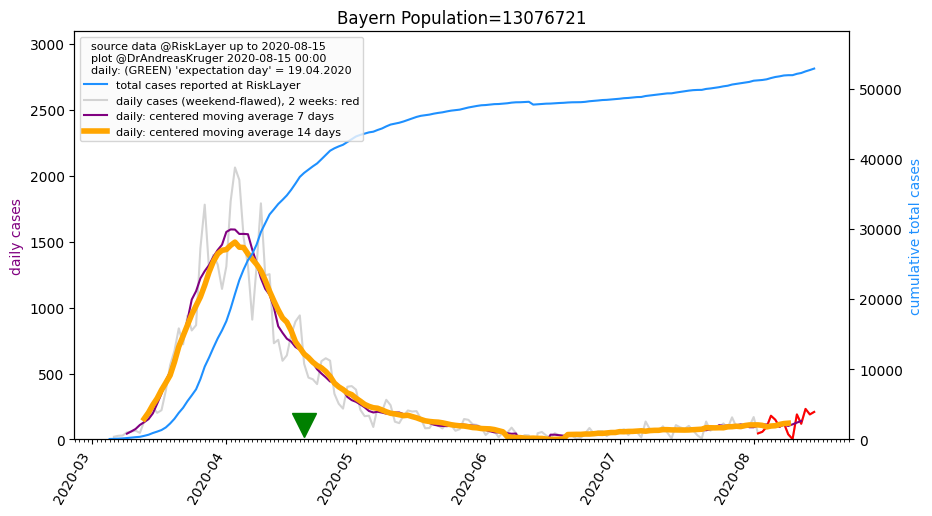 Bayern Population=13076721
source data @RiskLayer up to 2020-08-15
plot @DrAndreasKruger 2020-08-15 00:00
daily: (GREEN) 'expectation day' = 19.04.2020
total cases reported at RiskLayer
daily cases (weekend-flawed), 2 weeks: red
daily: centered moving average 7 days
daily: centered moving average 14 days
daily cases
3000
2500
2000
1500
1000
500
0
cumulative total cases
50000
40000
30000
20000
10000
0
2020-03
2020-04
2020-05
2020-06
2020-07
2020-08